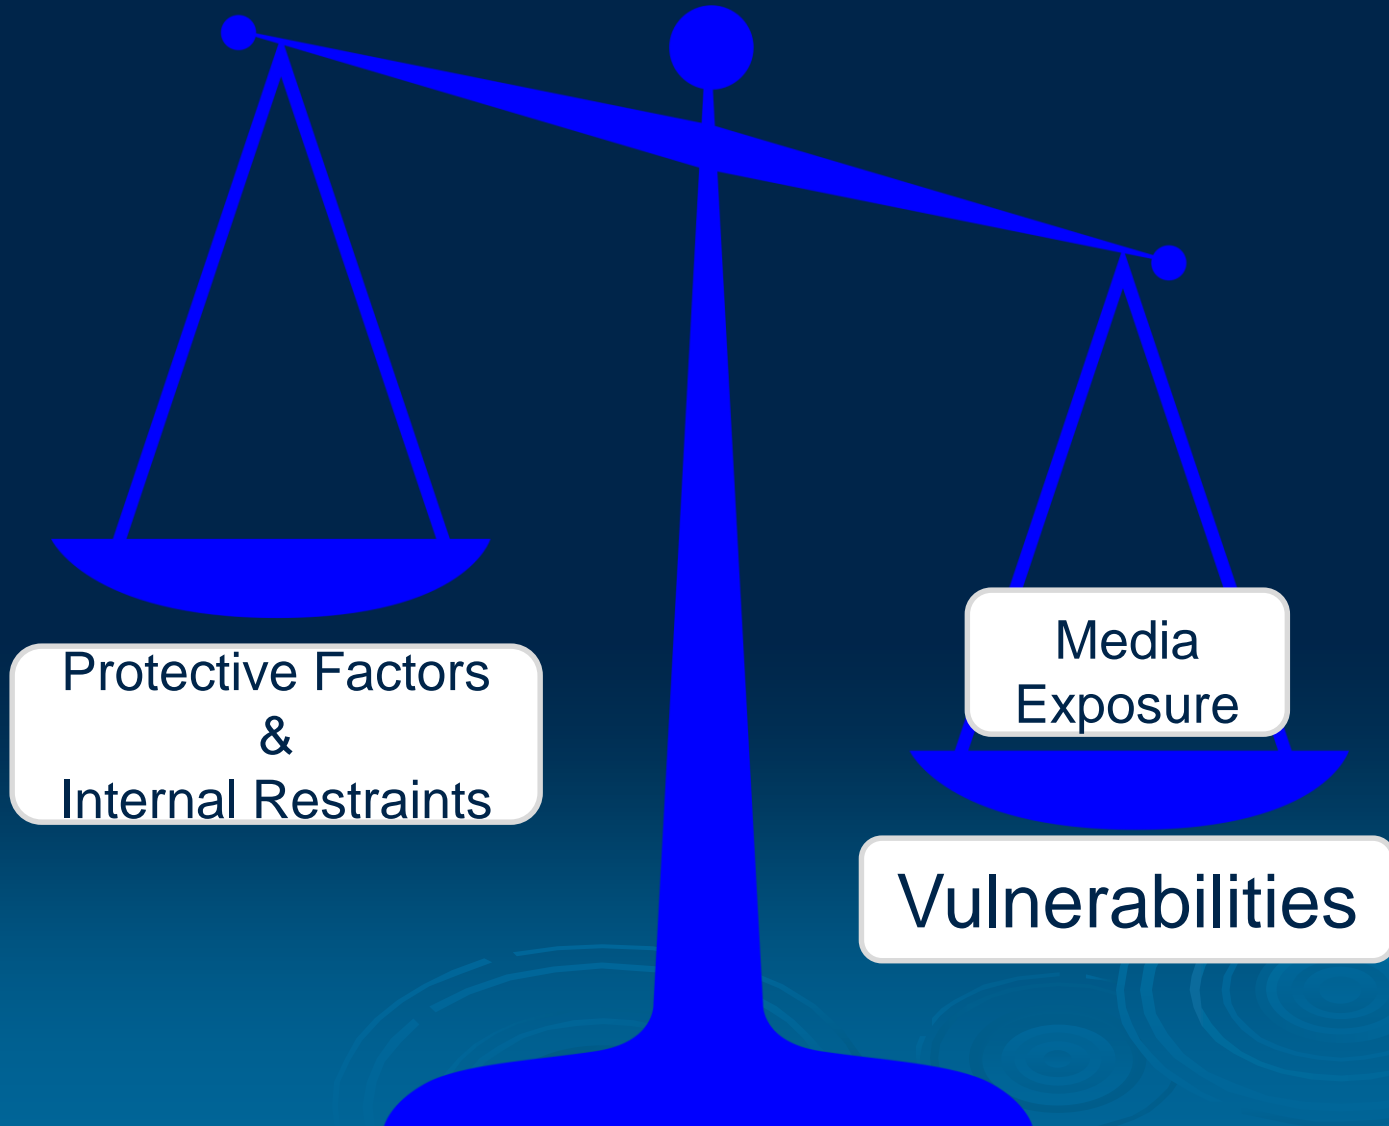 Protective Factors
&
Internal Restraints
Media
Exposure
Vulnerabilities